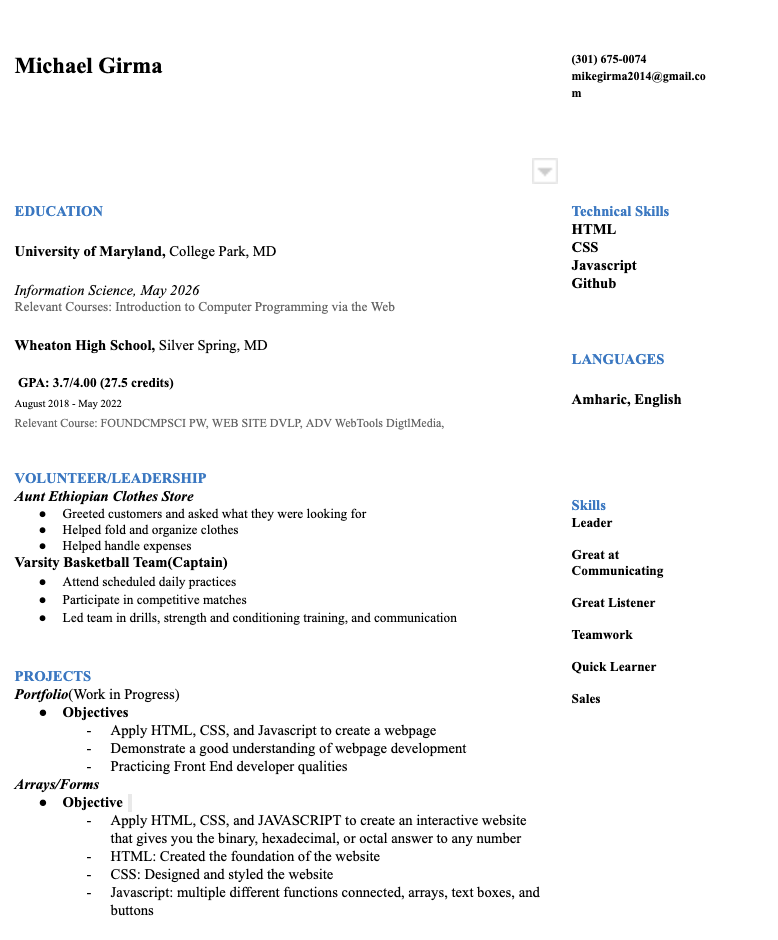 Michael Girma
(301) 675-0074
mikegirma2014@gmail.co
m
EDUCATION
University of Maryland, College Park, MD
Information Science, May 2026
Relevant Courses: Introduction to Computer Programming via the Web
Wheaton High School, Silver Spring, MD
GPA: 3.7/4.00 (27.5 credits)
August 2018 - May 2022
Relevant Course: FOUNDCMPSCI PW, WEB SITE DVLP, ADV WebTools DigtlMedia,
VOLUNTEER/LEADERSHIP
Aunt Ethiopian Clothes Store
● Greeted customers and asked what they were looking for
● Helped fold and organize clothes
● Helped handle expenses
Varsity Basketball Team(Captain)
● Attend scheduled daily practices
● Participate in competitive matches
● Led team in drills, strength and conditioning training, and communication
PROJECTS
Portfolio(Work in Progress)
● Objectives
- Apply HTML, CSS, and Javascript to create a webpage
- Demonstrate a good understanding of webpage development
- Practicing Front End developer qualities
Arrays/Forms
● Objective
- Apply HTML, CSS, and JAVASCRIPT to create an interactive website
that gives you the binary, hexadecimal, or octal answer to any number
- HTML: Created the foundation of the website
- CSS: Designed and styled the website
- Javascript: multiple different functions connected, arrays, text boxes, and
buttons
Technical Skills
HTML
CSS
Javascript
Github
LANGUAGES
Amharic, English
Skills
Leader
Great at
Communicating
Great Listener
Teamwork
Quick Learner
Sales